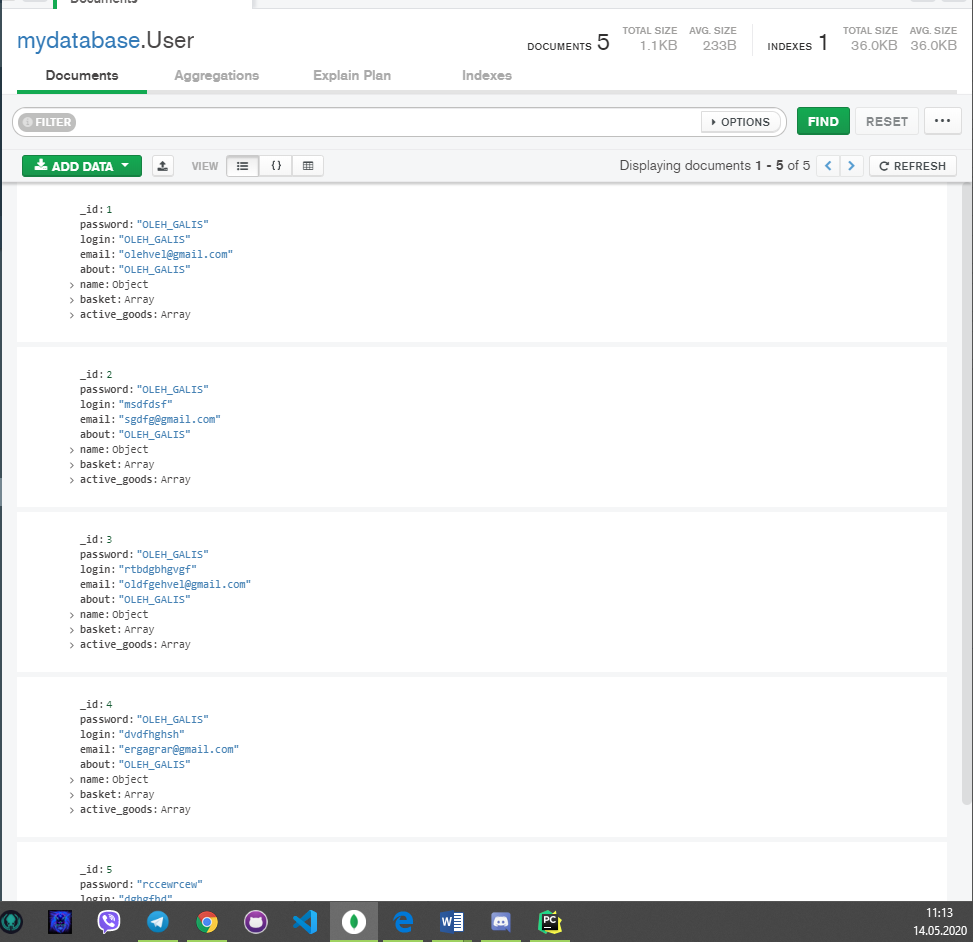 Documents
mydatabase.User
DOCUMENTS 5 TOTAL SIZE 1.1KB AVG. SIZE 233B INDEXES 1 TOTAL SIZE 36.0KB AVG. SIZE 36.0KB
Documents Aggregations Explain Plan Indexes
FILTER OPTIONS FIND RESET ...
ADD DATA VIEW {} Displaying documents 1 - 5 of 5 < > REFRESH
_id: 1
password: "OLEH_GALIS"
login: "OLEH_GALIS"
email: "olehvel@gmail.com"
about: "OLEH_GALIS"
> name: Object
> basket: Array
> active_goods: Array
_id: 2
password: "OLEH_GALIS"
login: "msdfdsf"
email: "sgdfg@gmail.com"
about: "OLEH_GALIS"
> name: Object
> basket: Array
> active_goods: Array
_id: 3
password: "OLEH_GALIS"
login: "rtbdgbhgvgf"
email: "oldfgehvel@gmail.com"
about: "OLEH_GALIS"
> name: Object
> basket: Array
> active_goods: Array
_id: 4
password: "OLEH_GALIS"
login: "dvdfhghsh"
email: "ergagrar@gmail.com"
about: "OLEH_GALIS"
> name: Object
> basket: Array
> active_goods: Array
_id: 5
password: "rccewrcew"
login: "dgbgfbd"
W PC 11:13
14.05.2020